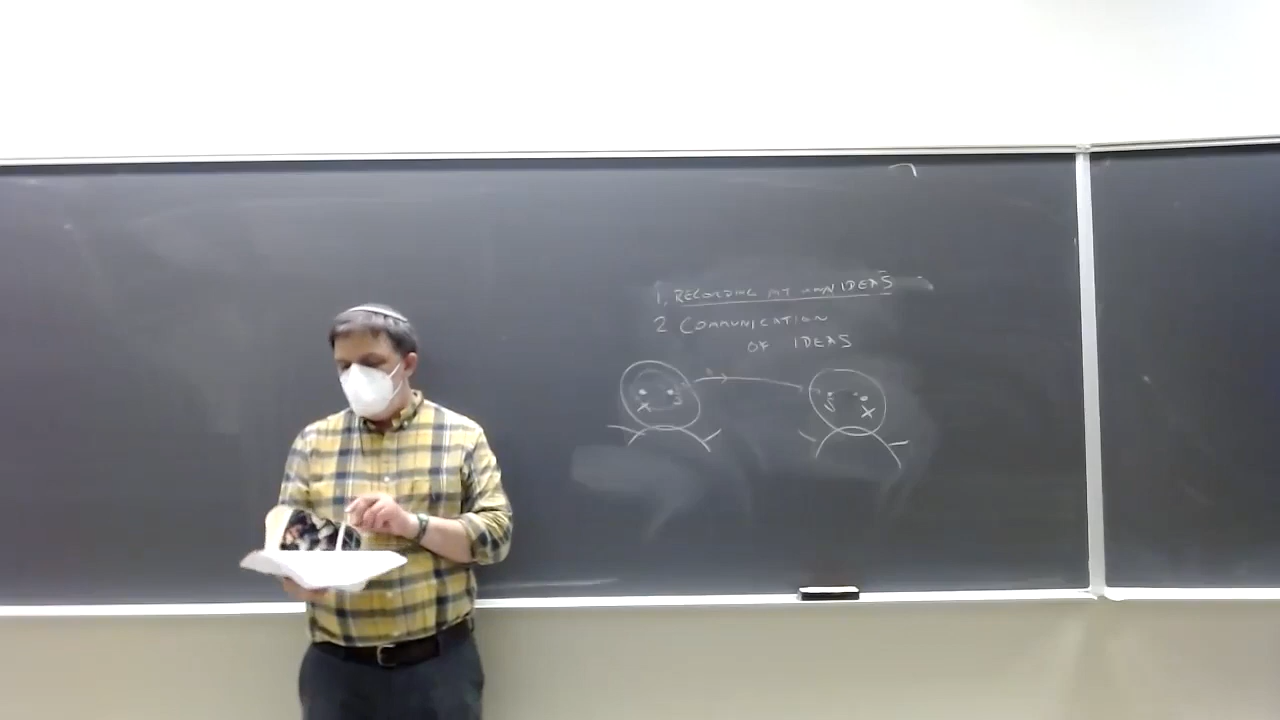 1. RECORDING MY OWN IDEAS
2 COMMUNICATION
OF IDEAS
X
X